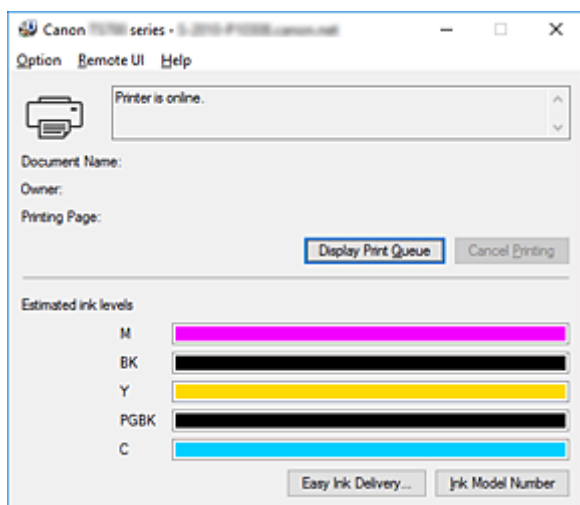 Canon series -
Option Remote UI Help
Printer is online.
Document Name:
Owner:
Printing Page:
Display Print Queue Cancel Printing
Estimated ink levels
M
BK
Y
PGBK
C
Easy Ink Delivery... Ink Model Number